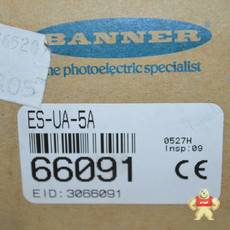 BANNER
the photoelectric specialist
ES-UA-5A
66091
0527H
Insp:09
CE
EID: 3066091